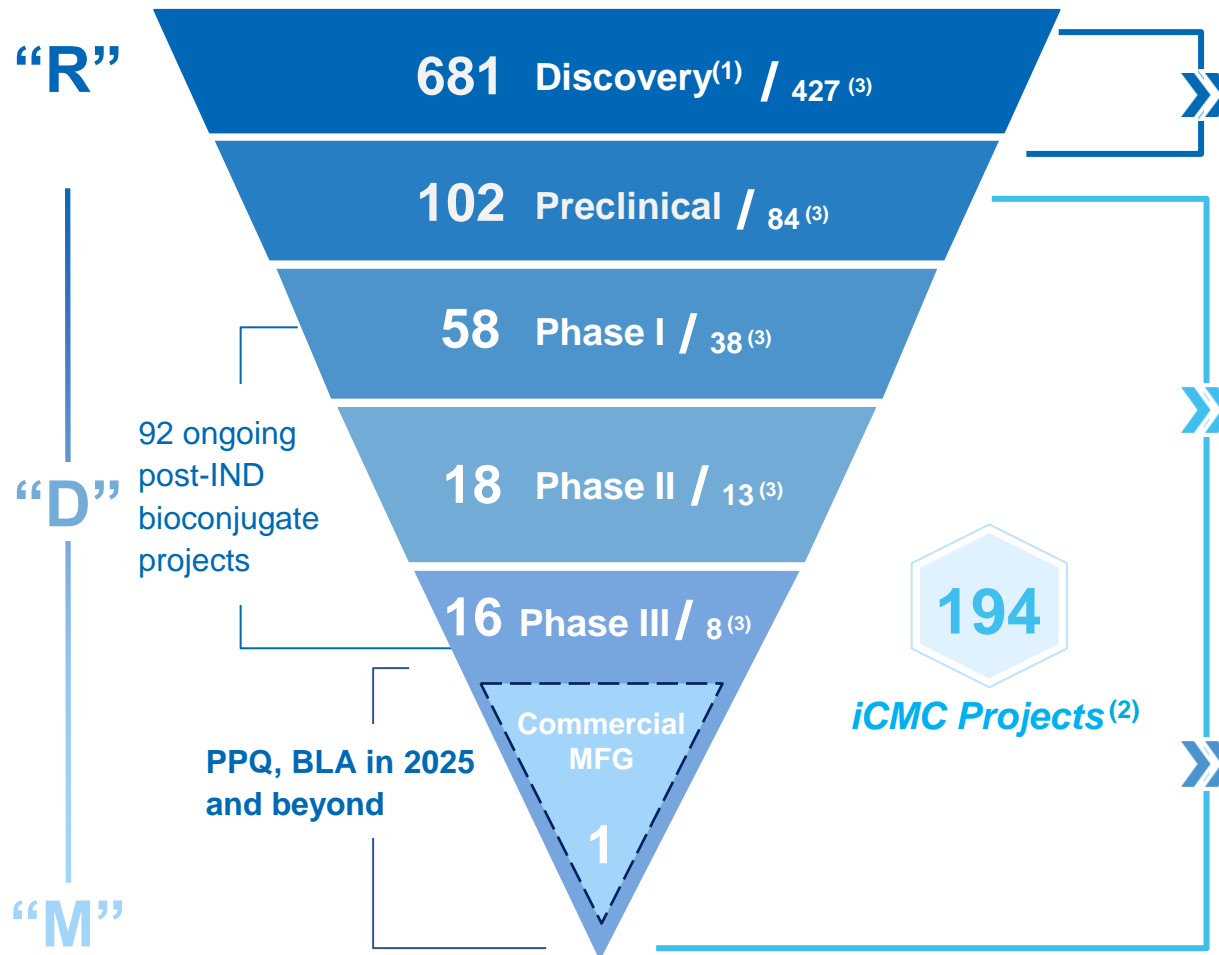 “R”
681 Discovery(1) / 427 (3)
102 Preclinical / 84 (3)
58 Phase I / 38 (3)
92 ongoing
post-IND
bioconjugate
projects
“D”
18 Phase II / 13 (3)
16 Phase III / 8 (3)
194
iCMC Projects(2)
Commercial
MFG
1
PPQ, BLA in 2025
and beyond
“M”